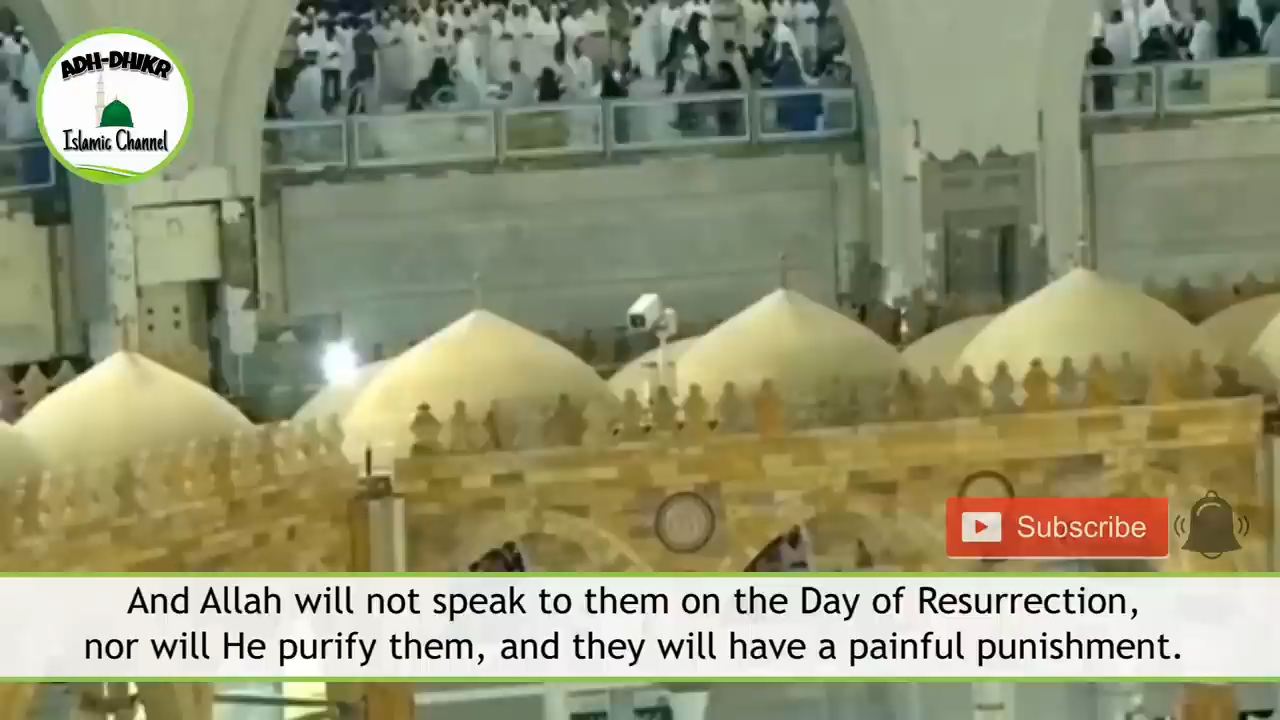 ADH-DHIKR
Islamic Channel
Subscribe
And Allah will not speak to them on the Day of Resurrection,
nor will He purify them, and they will have a painful punishment.